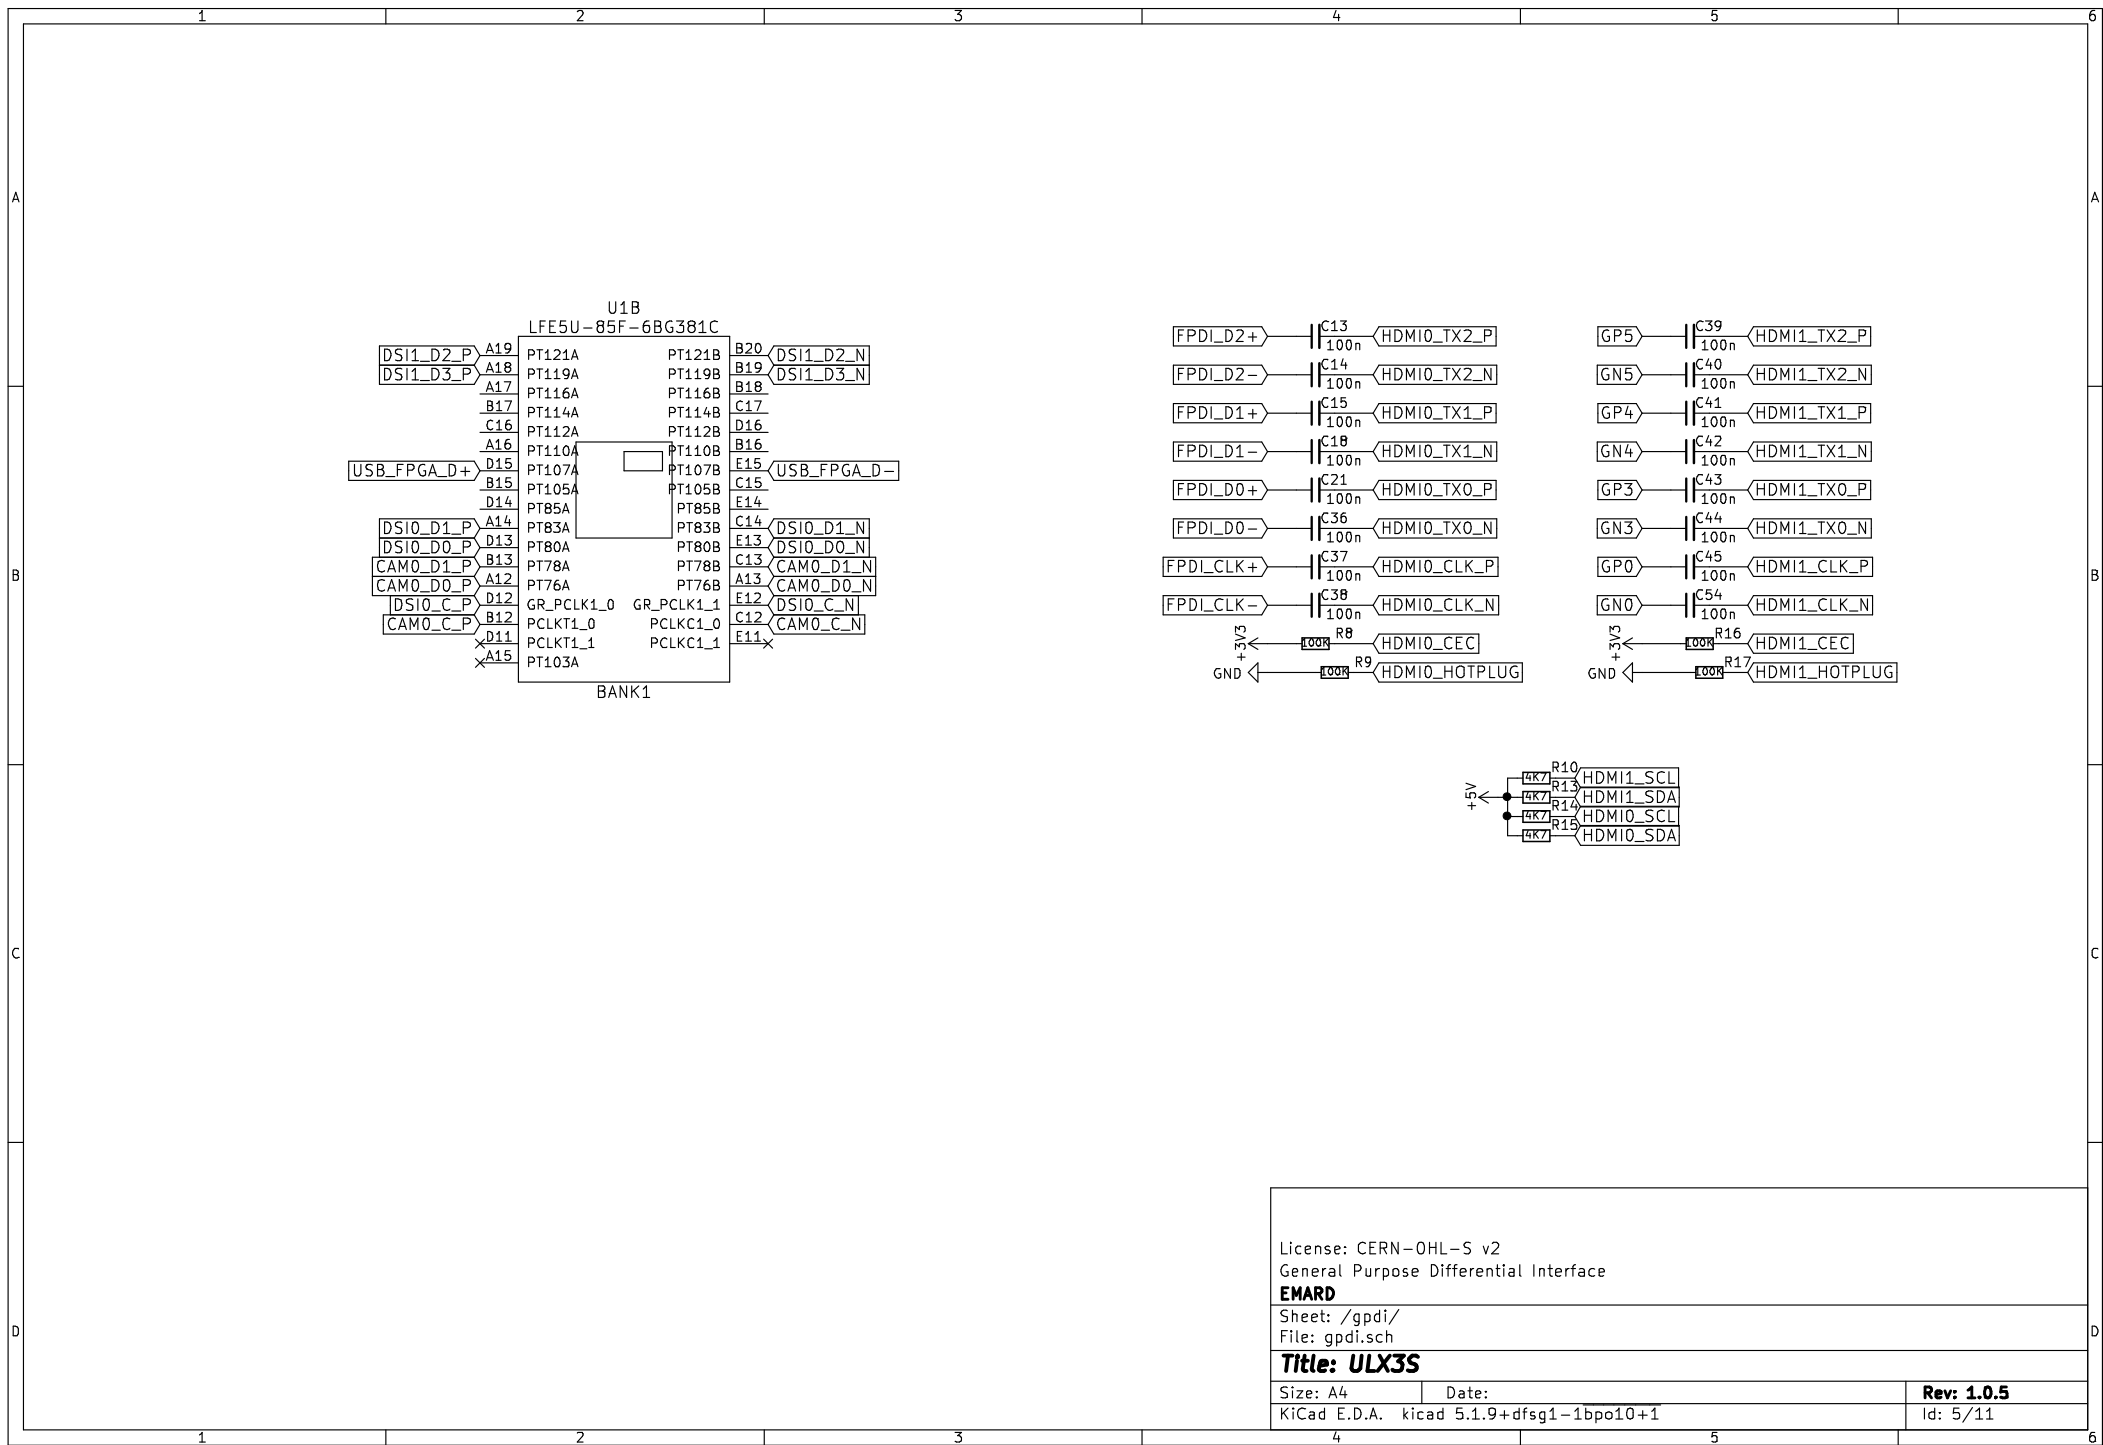 1 2 3 4 5 6
A A
U1B
LFE5U-85F-6BG381C
DSI1_D2_P A19 PT121A PT121B B20 DSI1_D2_N
DSI1_D3_P A18 PT119A PT119B B19 DSI1_D3_N
A17 PT116A PT116B B18
B17 PT114A PT114B C17
C16 PT112A PT112B D16
A16 PT110A PT110B B16
USB_FPGA_D+ D15 PT107A PT107B E15 USB_FPGA_D-
B15 PT105A PT105B C15
D14 PT85A PT85B E14
DSI0_D1_P A14 PT83A PT83B C14 DSI0_D1_N
DSI0_D0_P D13 PT80A PT80B E13 DSI0_D0_N
CAM0_D1_P B13 PT78A PT78B C13 CAM0_D1_N
CAM0_D0_P A12 PT76A PT76B A13 CAM0_D0_N
DSI0_C_P D12 GR_PCLK1_0 GR_PCLK1_1 E12 DSI0_C_N
CAM0_C_P B12 PCLKT1_0 PCLKC1_0 C12 CAM0_C_N
D11 PCLKT1_1 PCLKC1_1 E11
A15 PT103A
BANK1
FPDI_D2+ C13 100n HDMI0_TX2_P
FPDI_D2- C14 100n HDMI0_TX2_N
FPDI_D1+ C15 100n HDMI0_TX1_P
FPDI_D1- C18 100n HDMI0_TX1_N
FPDI_D0+ C21 100n HDMI0_TX0_P
FPDI_D0- C36 100n HDMI0_TX0_N
FPDI_CLK+ C37 100n HDMI0_CLK_P
FPDI_CLK- C38 100n HDMI0_CLK_N
+3V3 100K R8 HDMI0_CEC
GND 100K R9 HDMI0_HOTPLUG
GP5 C39 100n HDMI1_TX2_P
GN5 C40 100n HDMI1_TX2_N
GP4 C41 100n HDMI1_TX1_P
GN4 C42 100n HDMI1_TX1_N
GP3 C43 100n HDMI1_TX0_P
GN3 C44 100n HDMI1_TX0_N
GP0 C45 100n HDMI1_CLK_P
GN0 C54 100n HDMI1_CLK_N
+3V3 100K R16 HDMI1_CEC
GND 100K R17 HDMI1_HOTPLUG
B B
+5V
4K7 R10 HDMI1_SCL
4K7 R13 HDMI1_SDA
4K7 R14 HDMI0_SCL
4K7 R15 HDMI0_SDA
C C
License: CERN-OHL-S v2
General Purpose Differential Interface
EMARD
Sheet: /gpdi/
File: gpdi.sch
Title: ULX3S
Size: A4 Date: Rev: 1.0.5
KiCad E.D.A. kicad 5.1.9+dfsg1-1bpo10+1 Id: 5/11
D D
1 2 3 4 5 6